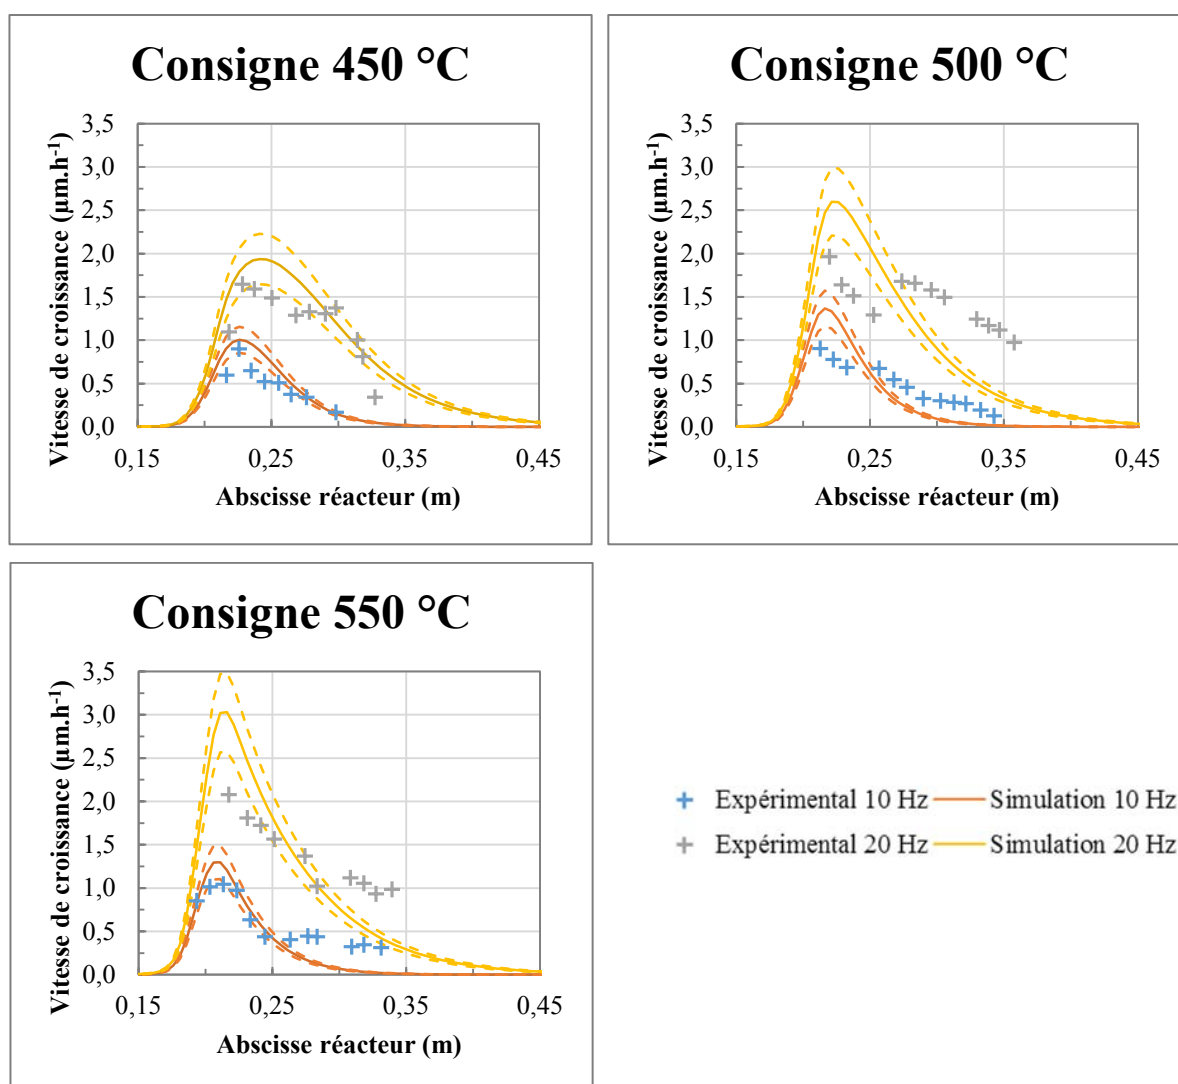 Consigne 450 °C
Vitesse de croissance (µm.h-1)
3,5
3,0
2,5
2,0
1,5
1,0
0,5
0,0
0,15 0,25 0,35 0,45
Abscisse réacteur (m)
Consigne 500 °C
Vitesse de croissance (µm.h-1)
3,5
3,0
2,5
2,0
1,5
1,0
0,5
0,0
0,15 0,25 0,35 0,45
Abscisse réacteur (m)
Consigne 550 °C
Vitesse de croissance (µm.h-1)
3,5
3,0
2,5
2,0
1,5
1,0
0,5
0,0
0,15 0,25 0,35 0,45
Abscisse réacteur (m)
Expérimental 10 Hz Simulation 10 Hz
Expérimental 20 Hz Simulation 20 Hz